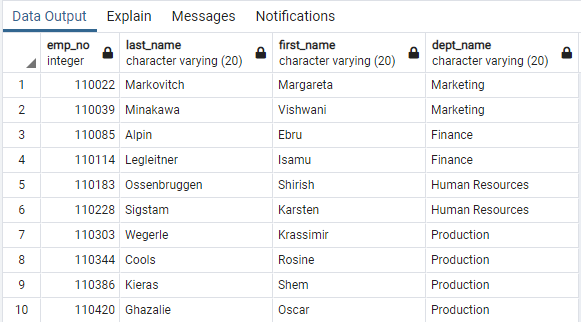 Data Output Explain Messages Notifications
emp_no last_name first_name dept_name
integer character varying (20) character varying (20) character varying (20)
1 110022 Markovitch Margareta Marketing
2 110039 Minakawa Vishwani Marketing
3 110085 Alpin Ebru Finance
4 110114 Legleitner Isamu Finance
5 110183 Ossenbruggen Shirish Human Resources
6 110228 Sigstam Karsten Human Resources
7 110303 Wegerle Krassimir Production
8 110344 Cools Rosine Production
9 110386 Kieras Shem Production
10 110420 Ghazalie Oscar Production